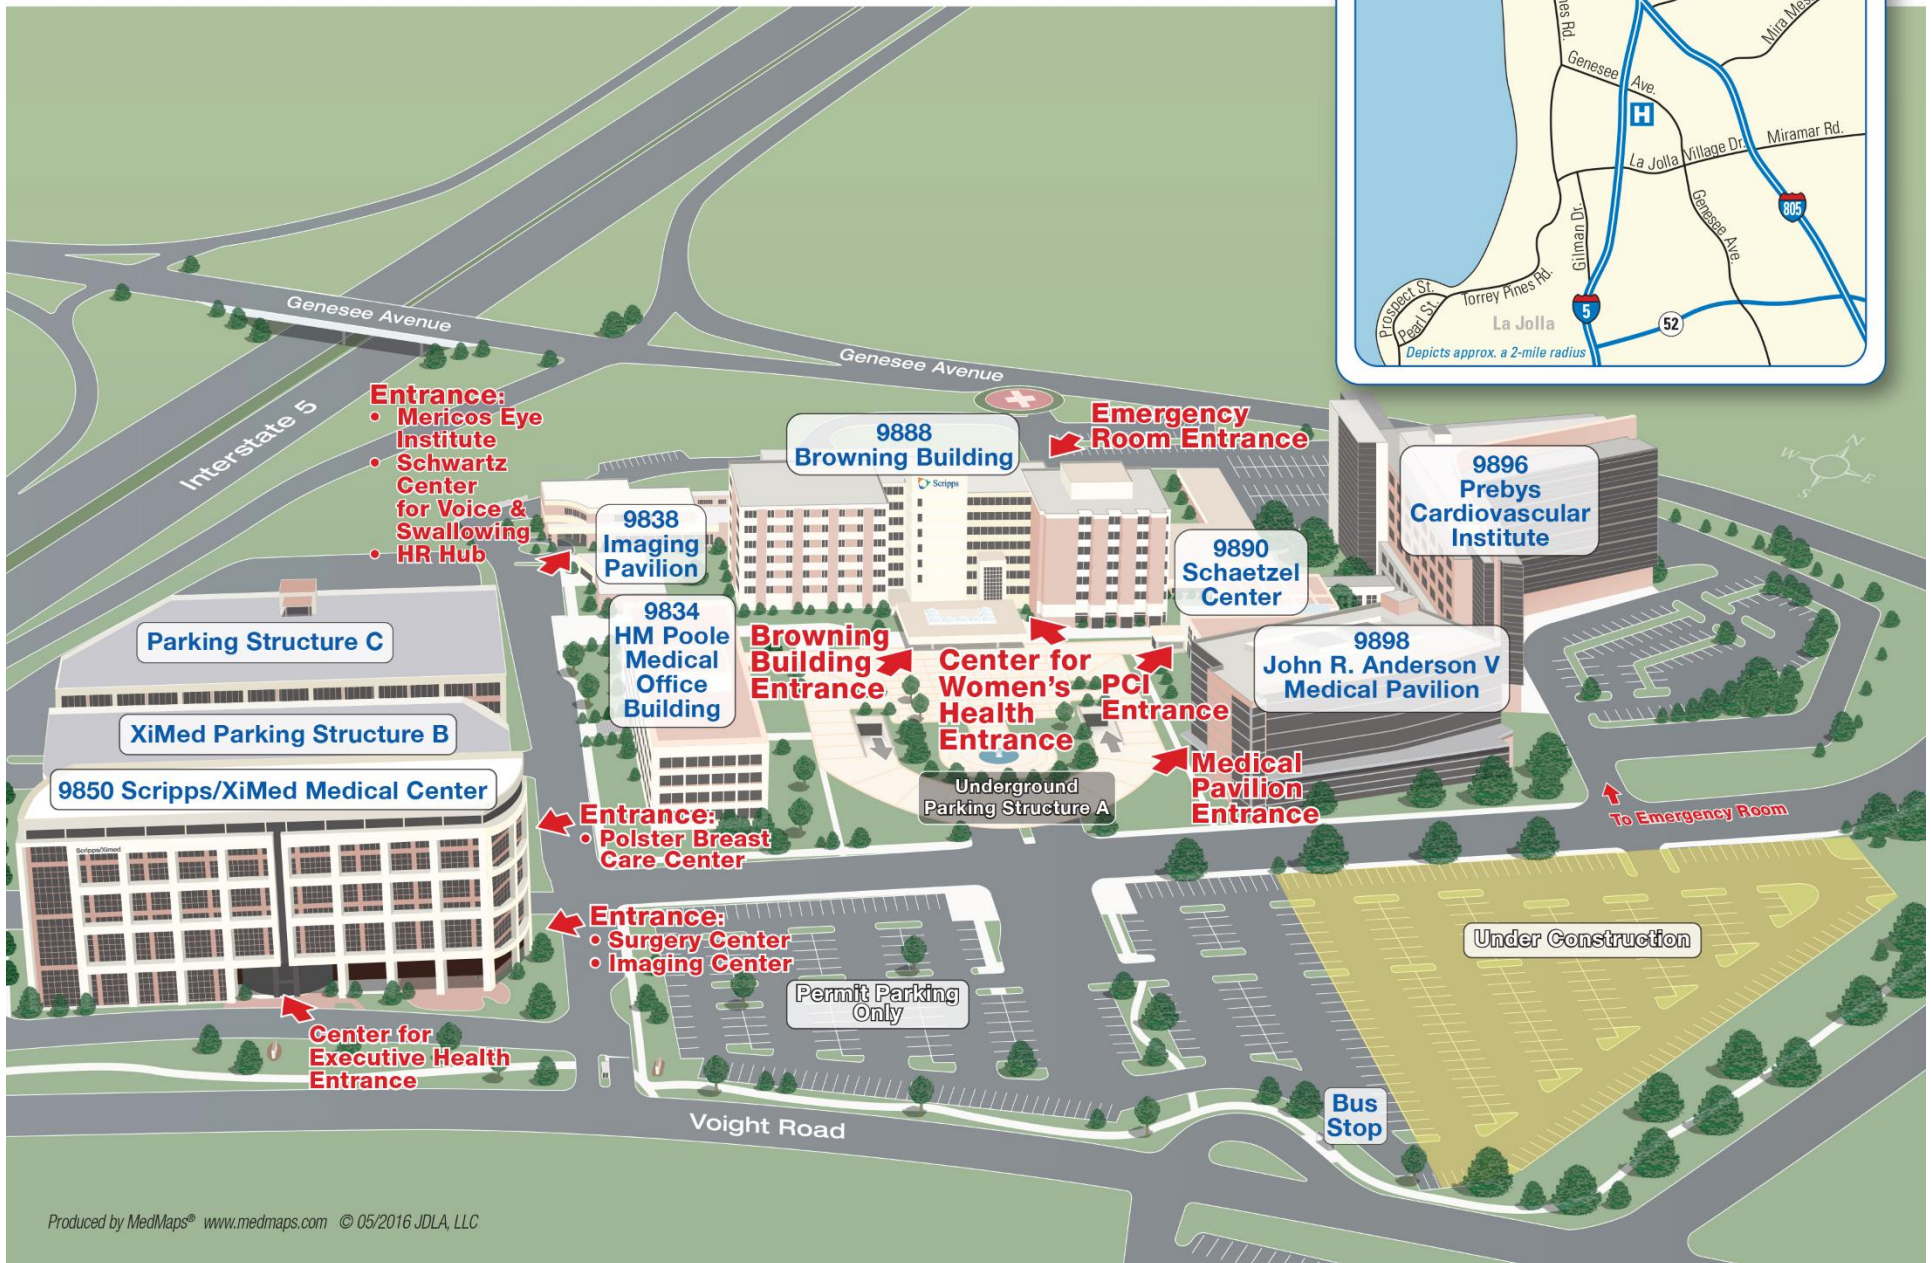 nes Rd.
Mira Mes
Genesee Ave.
H
La Jolla Village Dr.
Miramar Rd.
805
Gilman Dr.
Genesee Ave.
Torrey Pines Rd.
Prospect St.
Pearl St.
5
52
La Jolla
Depicts approx. a 2-mile radius
Genesee Avenue
Genesee Avenue
Interstate 5
N
W
E
S
Entrance:
• Mericos Eye
Institute
• Schwartz
Center
for Voice &
Swallowing
• HR Hub
9888
Browning Building
Emergency
Room Entrance
9896
Prebys
Cardiovascular
Institute
Scripps
9838
Imaging
Pavilion
9890
Schaetzel
Center
Parking Structure C
9834
HM Poole
Medical
Office
Building
Browning
Building
Entrance
Center for
Women's
Health
Entrance
PCI
Entrance
9898
John R. Anderson V
Medical Pavilion
XiMed Parking Structure B
9850 Scripps/XiMed Medical Center
Underground
Parking Structure A
Medical
Pavilion
Entrance
To Emergency Room
Scripps/Ximed
Entrance:
• Polster Breast
Care Center
Entrance:
• Surgery Center
• Imaging Center
Under Construction
Permit Parking
Only
Center for
Executive Health
Entrance
Bus
Stop
Voight Road
Produced by MedMaps® www.medmaps.com © 05/2016 JDLA, LLC